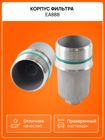 КОРПУС ФИЛЬТРА
EA888
Отличное
качество
Проверенный
поставщик